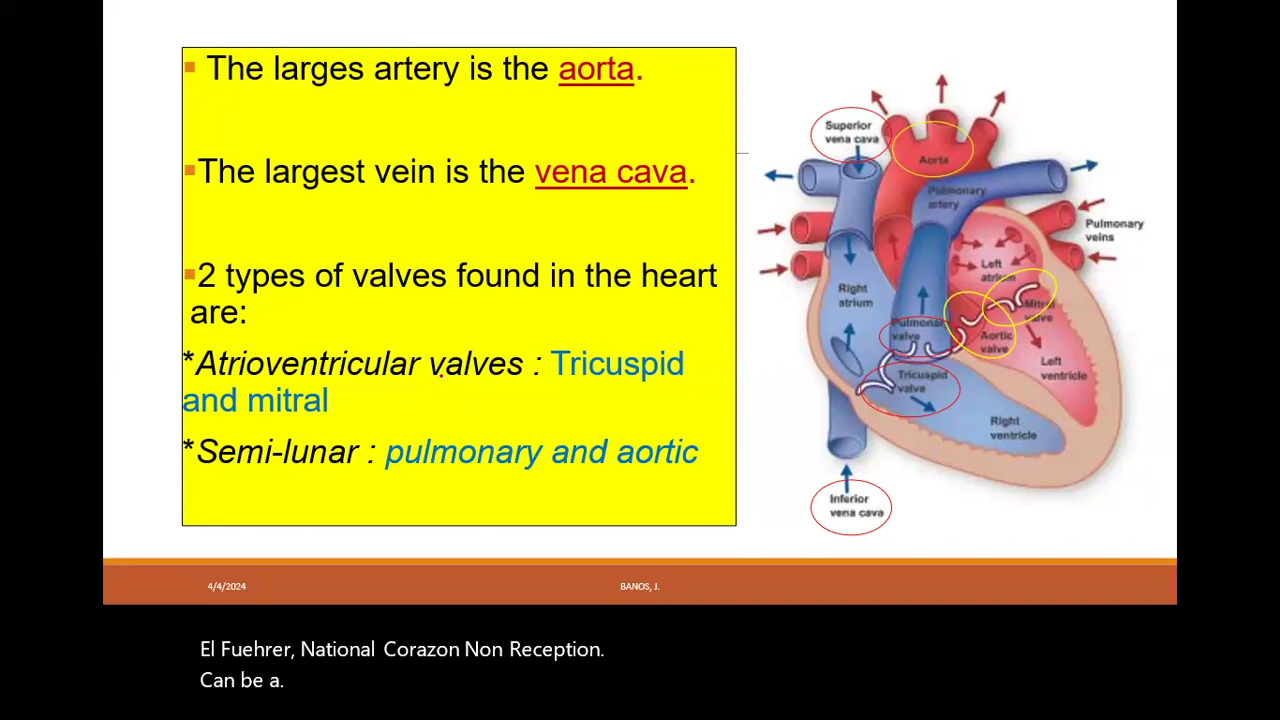 The larges artery is the aorta.
The largest vein is the vena cava.
2 types of valves found in the heart
are:
*Atrioventricular valves : Tricuspid
and mitral
*Semi-lunar : pulmonary and aortic
Superior
vena cava
Aorta
Pulmonary
artery
Pulmonary
veins
Left
atrium
Right
atrium
Mitral
valve
Pulmonary
valve
Aortic
valve
Left
ventricle
Tricuspid
valve
Right
ventricle
Inferior
vena cava
4/4/2024
BANOS, J.
El Fuehrer, National Corazon Non Reception.
Can be a.